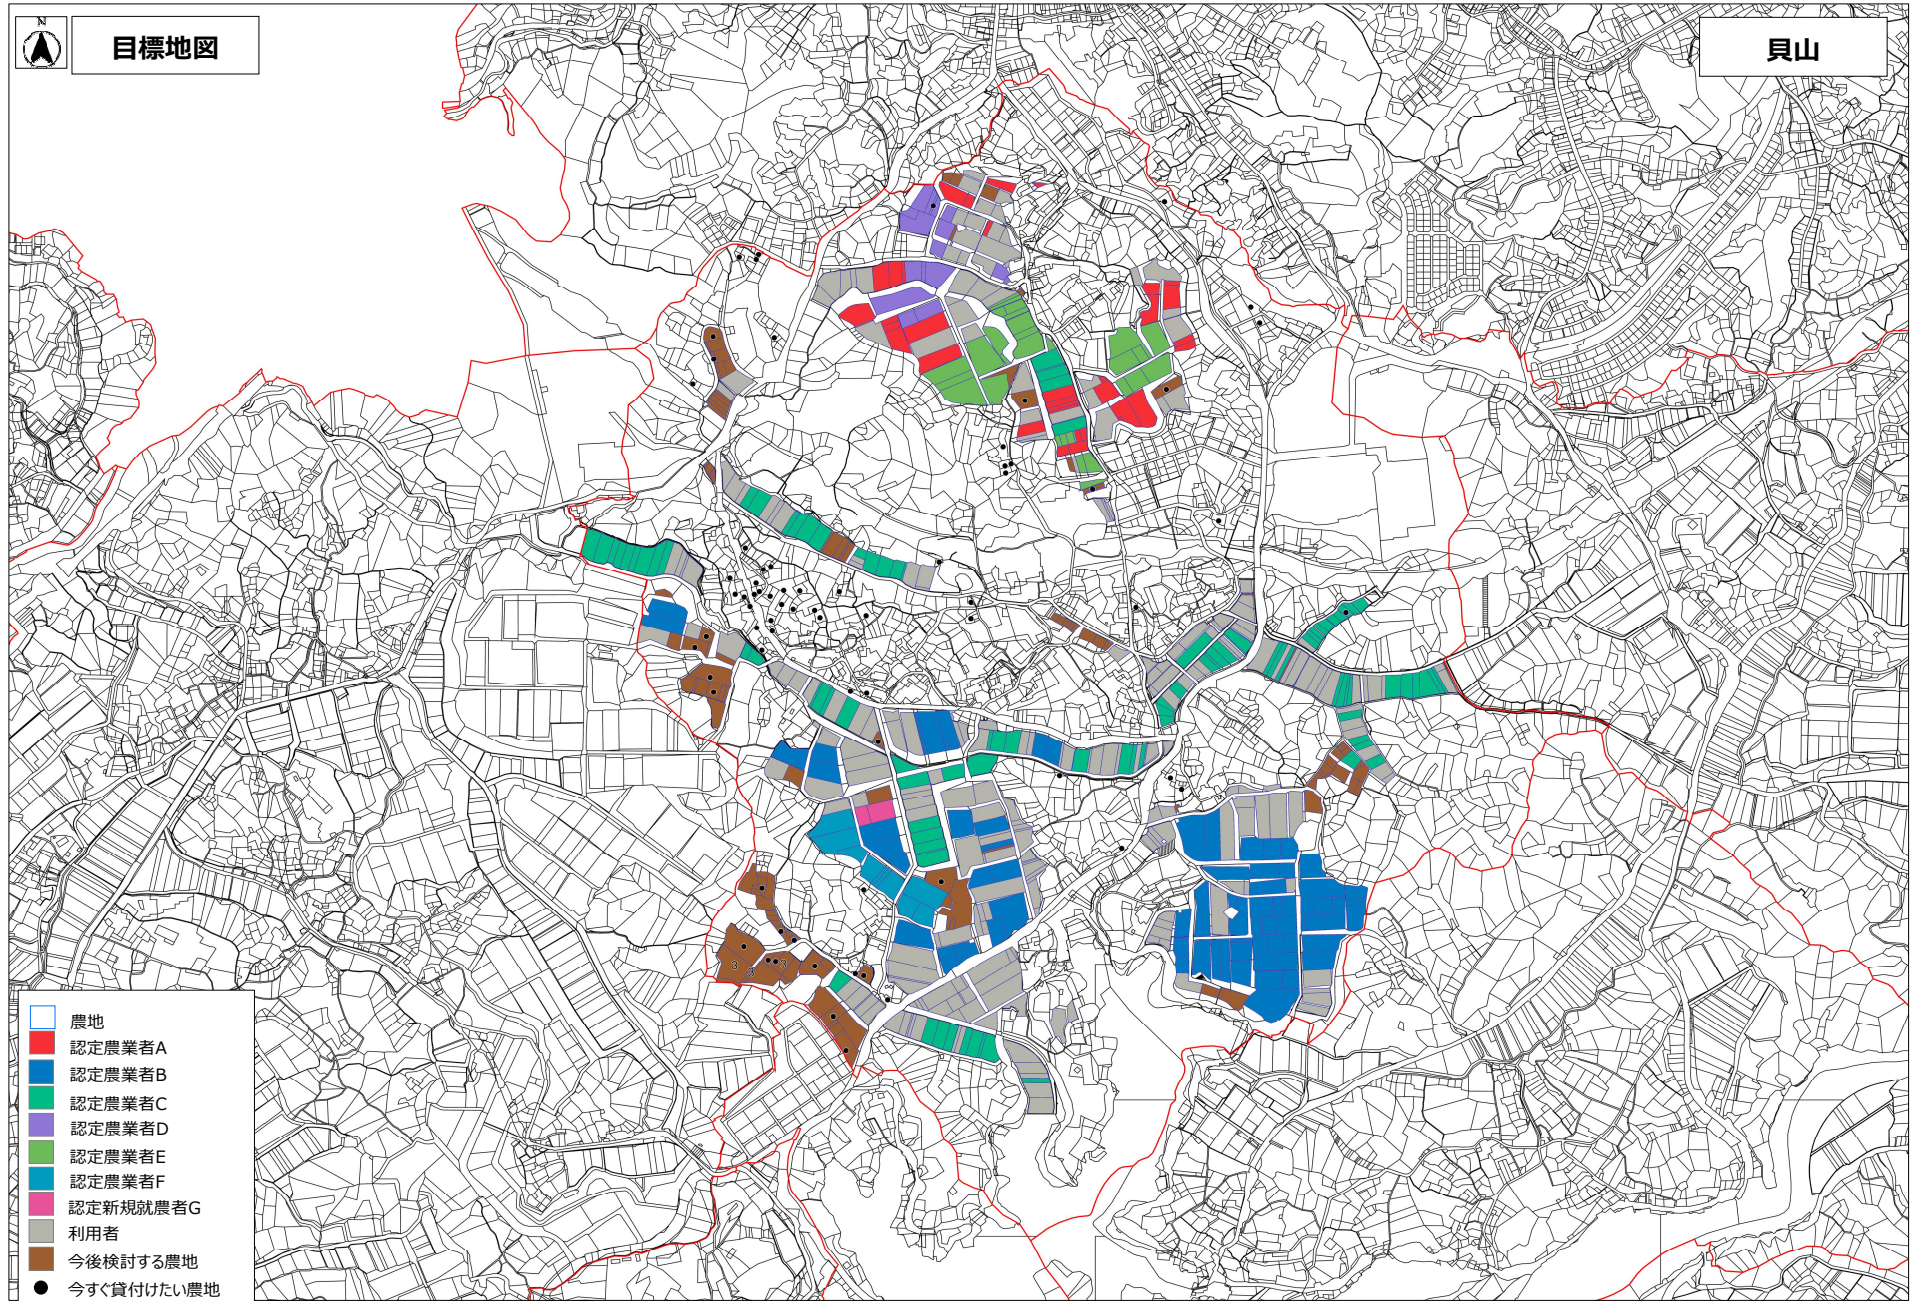 N
目標地図
貝山
3
3
3
農地
認定農業者A
認定農業者B
認定農業者C
認定農業者D
認定農業者E
認定農業者F
認定新規就農者G
利用者
今後検討する農地
今すぐ貸付けたい農地